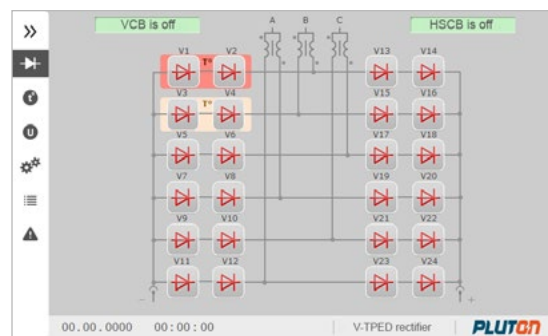 VCB is off
HSCB is off
A B C
V1 V2 V13 V14
T°
V3 V4 V15 V16
T°
V5 V6 V17 V18
V7 V8 V19 V20
V9 V10 V21 V22
V11 V12 V23 V24
− +
t°
U
00.00.0000 00:00:00 V-TPED rectifier PLUTON